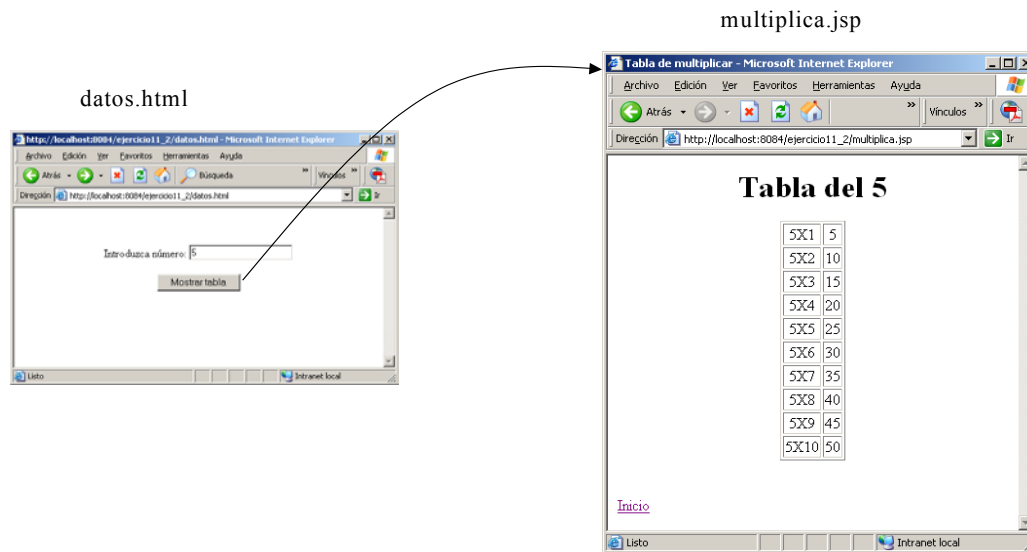 multiplica.jsp
datos.html
http://localhost:8084/ejercicio11_2/datos.html - Microsoft Internet Explorer
Archivo Edición Ver Favoritos Herramientas Ayuda
Atrás Búsqueda » Vínculos »
Dirección http://localhost:8084/ejercicio11_2/datos.html Ir
Introduzca número: 5
Mostrar tabla
Listo Intranet local
Tabla de multiplicar - Microsoft Internet Explorer
Archivo Edición Ver Favoritos Herramientas Ayuda
Atrás » Vínculos »
Dirección http://localhost:8084/ejercicio11_2/multiplica.jsp Ir
Tabla del 5
5X1 5
5X2 10
5X3 15
5X4 20
5X5 25
5X6 30
5X7 35
5X8 40
5X9 45
5X10 50
Inicio
Listo Intranet local